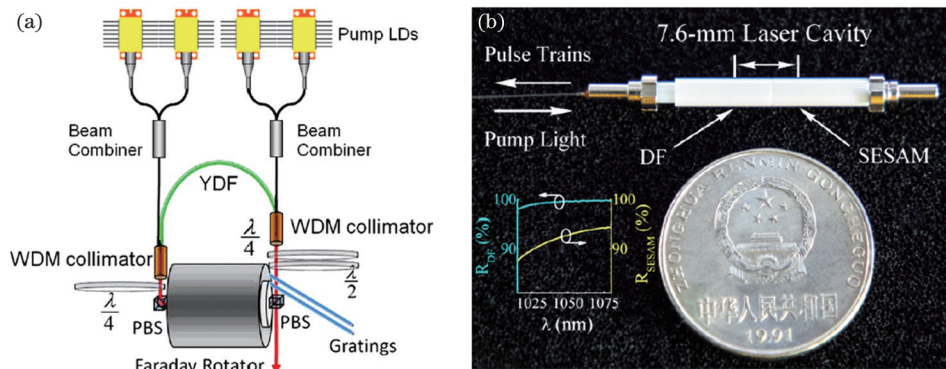 (a)
Pump LDs
Beam
Combiner
Beam
Combiner
YDF
WDM collimator
λ/4
WDM collimator
λ/2
λ/4
PBS
PBS
Gratings
Faraday Rotator
(b)
7.6-mm Laser Cavity
Pulse Trains
Pump Light
DF
SESAM
100
100
R_DF (%)
90
90
R_SESAM (%)
1025 1050 1075
λ (nm)
ZHONGHUA RENMIN GONGHEGUO
中华人民共和国
1991